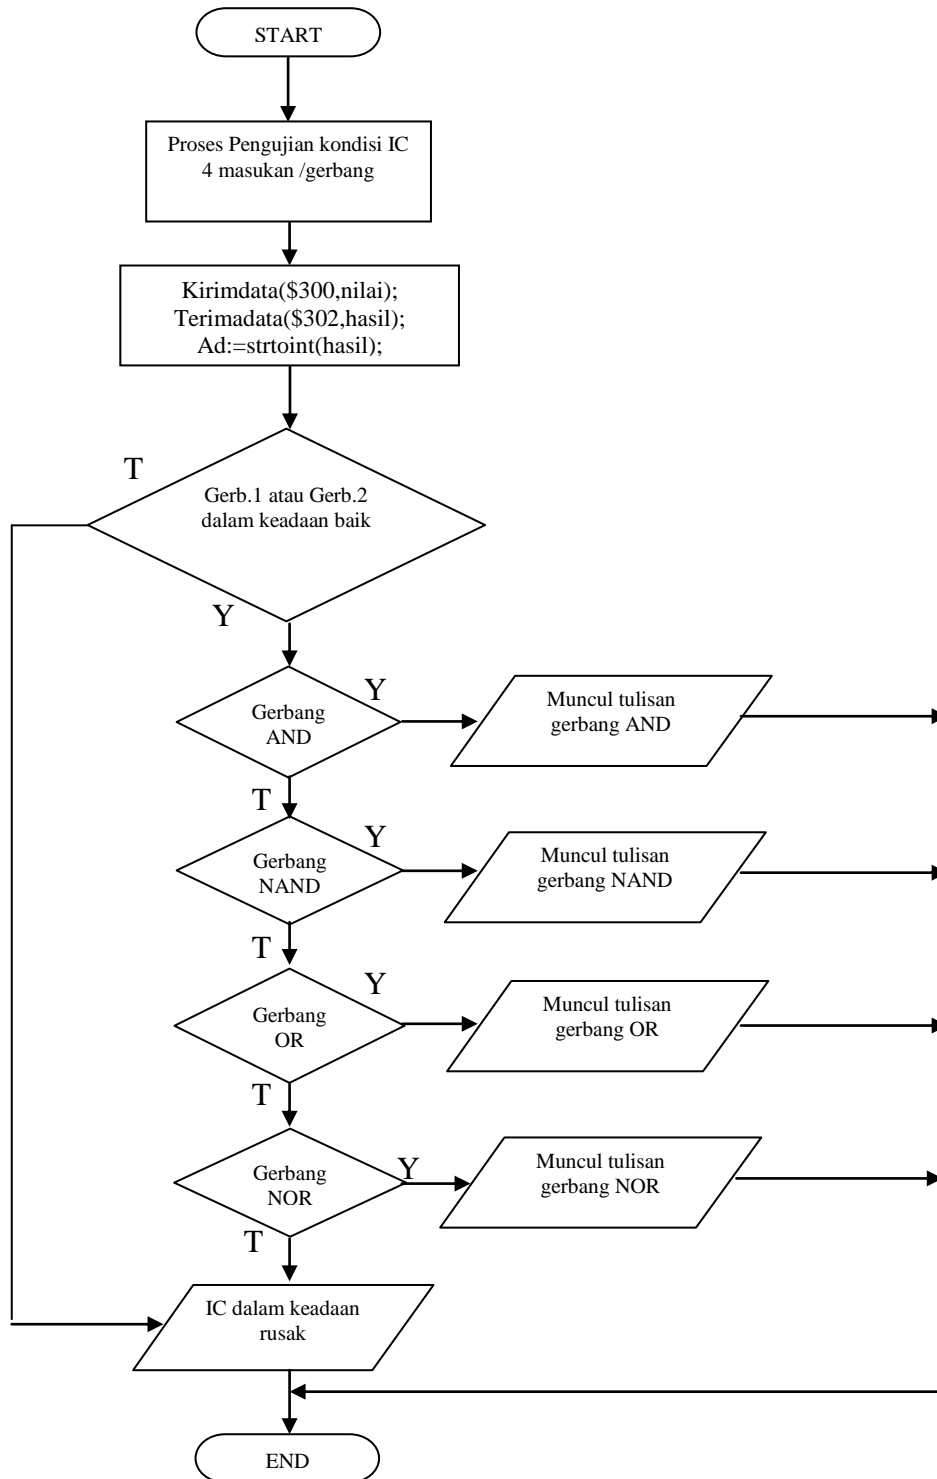 START
Proses Pengujian kondisi IC
4 masukan /gerbang
Kirimdata($300,nilai);
Terimadata($302,hasil);
Ad:=strtoint(hasil);
T
Gerb.1 atau Gerb.2
dalam keadaan baik
Y
Gerbang
AND
Y
Muncul tulisan
gerbang AND
T
Gerbang
NAND
Y
Muncul tulisan
gerbang NAND
T
Gerbang
OR
Y
Muncul tulisan
gerbang OR
T
Gerbang
NOR
Y
Muncul tulisan
gerbang NOR
T
IC dalam keadaan
rusak
END